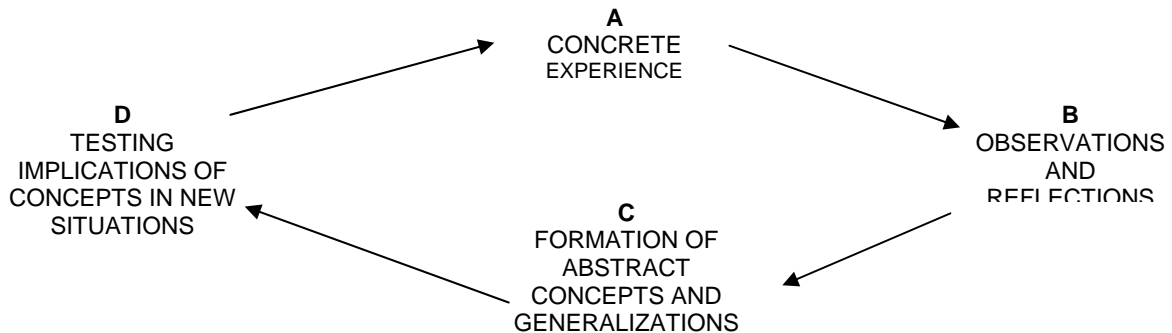 A
CONCRETE
EXPERIENCE
B
OBSERVATIONS
AND
REFLECTIONS
C
FORMATION OF
ABSTRACT
CONCEPTS AND
GENERALIZATIONS
D
TESTING
IMPLICATIONS OF
CONCEPTS IN NEW
SITUATIONS